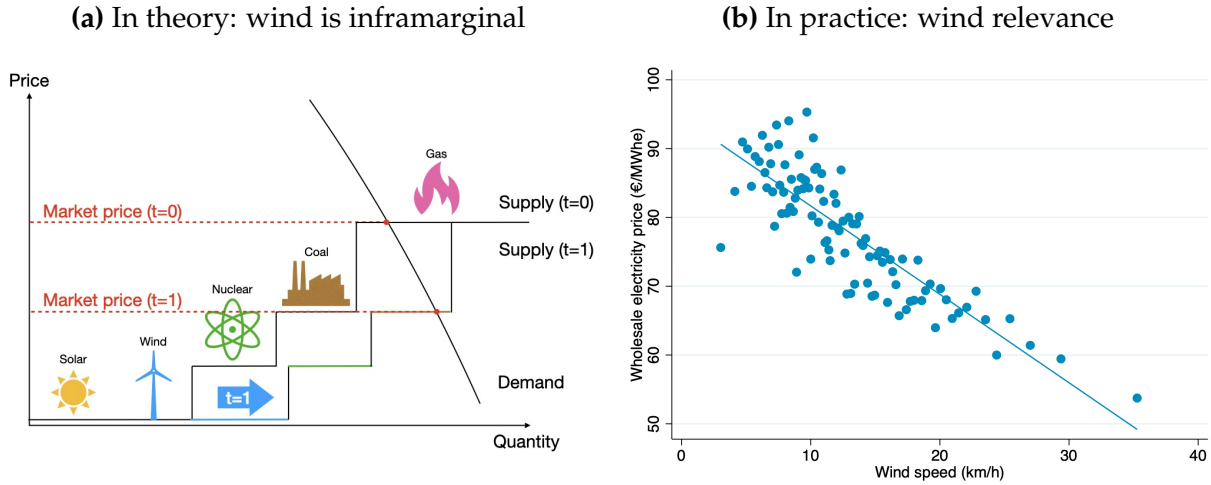 (a) In theory: wind is inframarginal
Price
Gas
Market price (t=0)
Supply (t=0)
Supply (t=1)
Coal
Nuclear
Market price (t=1)
Wind
Solar
t=1
Demand
Quantity
(b) In practice: wind relevance
Wholesale electricity price (€/MWhe)
100
90
80
70
60
50
0
10
20
30
40
Wind speed (km/h)